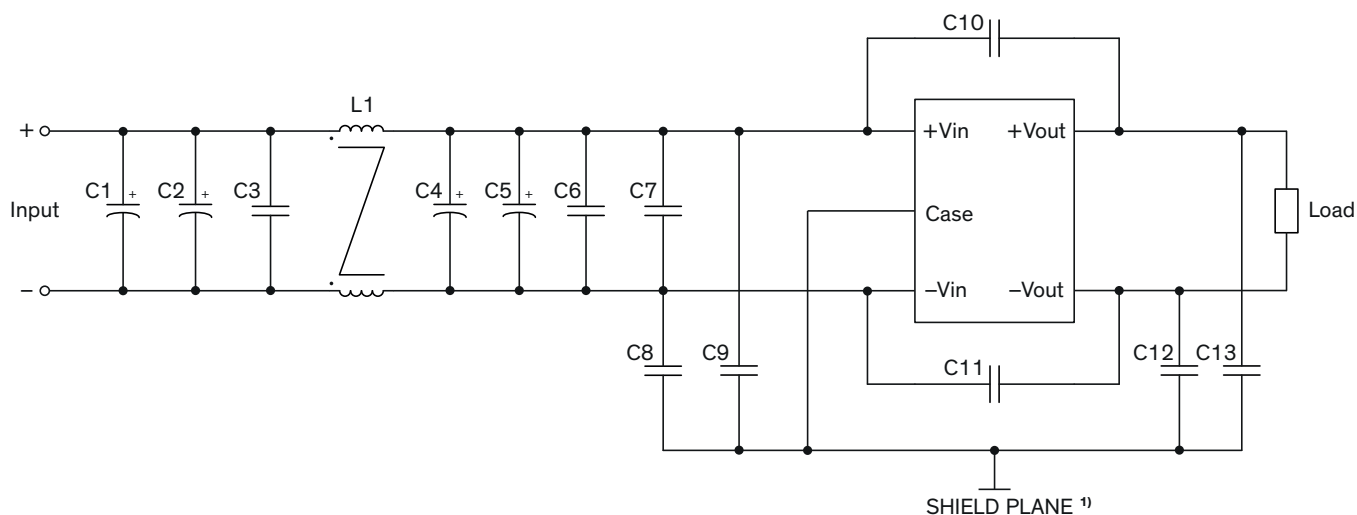 C10
L1
+
+Vin
+Vout
C1 +
C2 +
C3
C4 +
C5 +
C6
C7
Input
Case
Load
−
−Vin
−Vout
C8
C9
C11
C12
C13
SHIELD PLANE ¹⁾